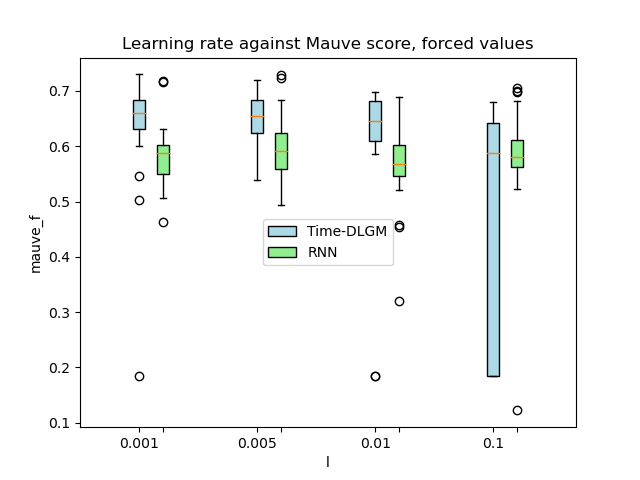 Learning rate against Mauve score, forced values
0.7
0.6
0.5
0.4
0.3
0.2
0.1
mauve_f
Time-DLGM
RNN
0.001
0.005
0.01
0.1
l